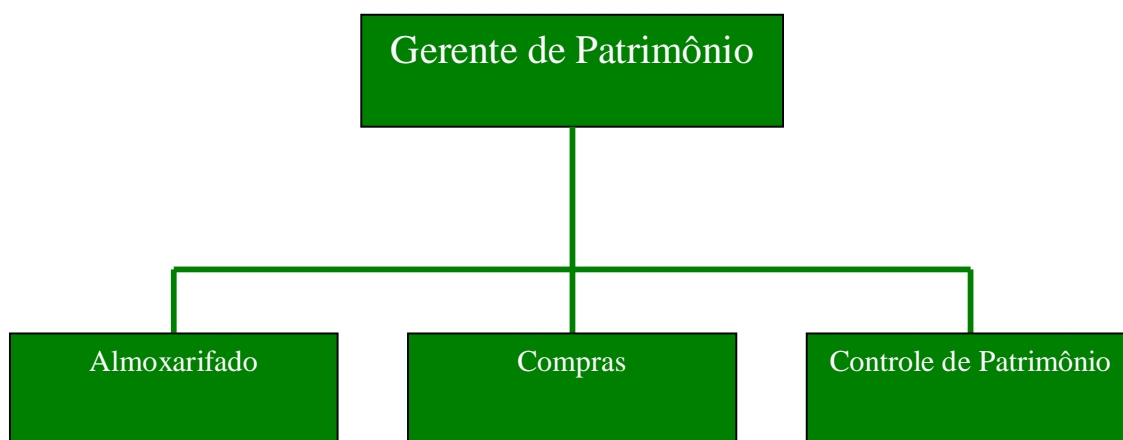 Gerente de Patrimônio
Almoxarifado
Compras
Controle de Patrimônio